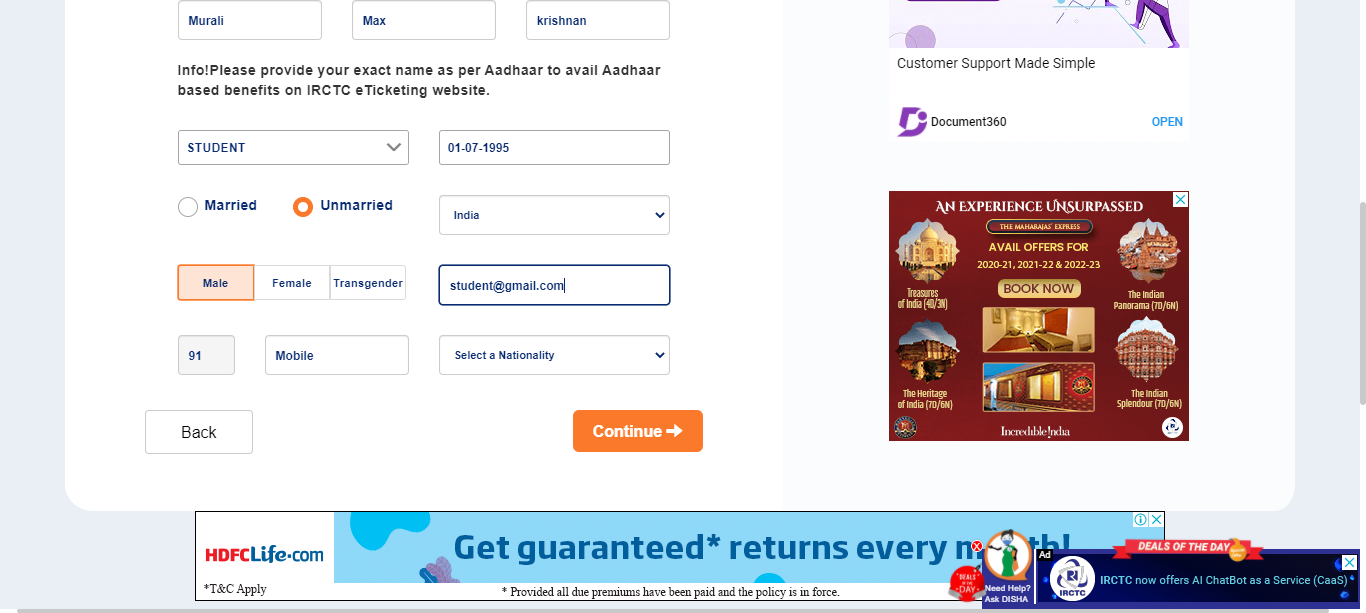 Murali
Max
krishnan
Info!Please provide your exact name as per Aadhaar to avail Aadhaar
based benefits on IRCTC eTicketing website.
STUDENT
01-07-1995
Married
Unmarried
India
Male
Female
Transgender
student@gmail.com
91
Mobile
Select a Nationality
Back
Continue
Customer Support Made Simple
Document360
OPEN
AN EXPERIENCE UNSURPASSED
THE MAHARAJAS' EXPRESS
AVAIL OFFERS FOR
2020-21, 2021-22 & 2022-23
BOOK NOW
Treasures
of India (4D/3N)
The Indian
Panorama (7D/6N)
The Heritage
of India (7D/6N)
The Indian
Splendour (7D/6N)
Incredible!ndia
HDFC Life.com
*T&C Apply
Get guaranteed* returns every m th!
* Provided all due premiums have been paid and the policy is in force.
DEALS OF THE DAY
Need Help?
Ask DISHA
Ad
DEALS OF THE DAY
IRCTC
IRCTC now offers AI ChatBot as a Service (CaaS)